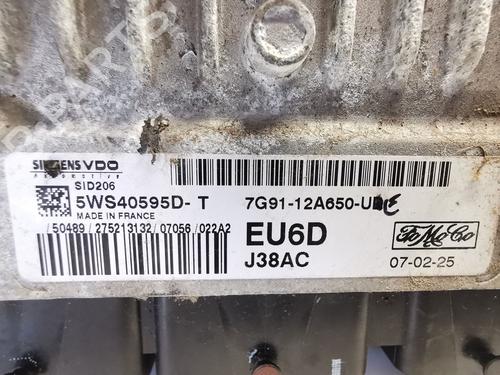 SIEMENS VDO
Automotive
SID206
5WS40595D- T
MADE IN FRANCE
7G91-12A650-U
/50489/275213132/07056/022A2
EU6D
J38AC
FoMoCo
07-02-25